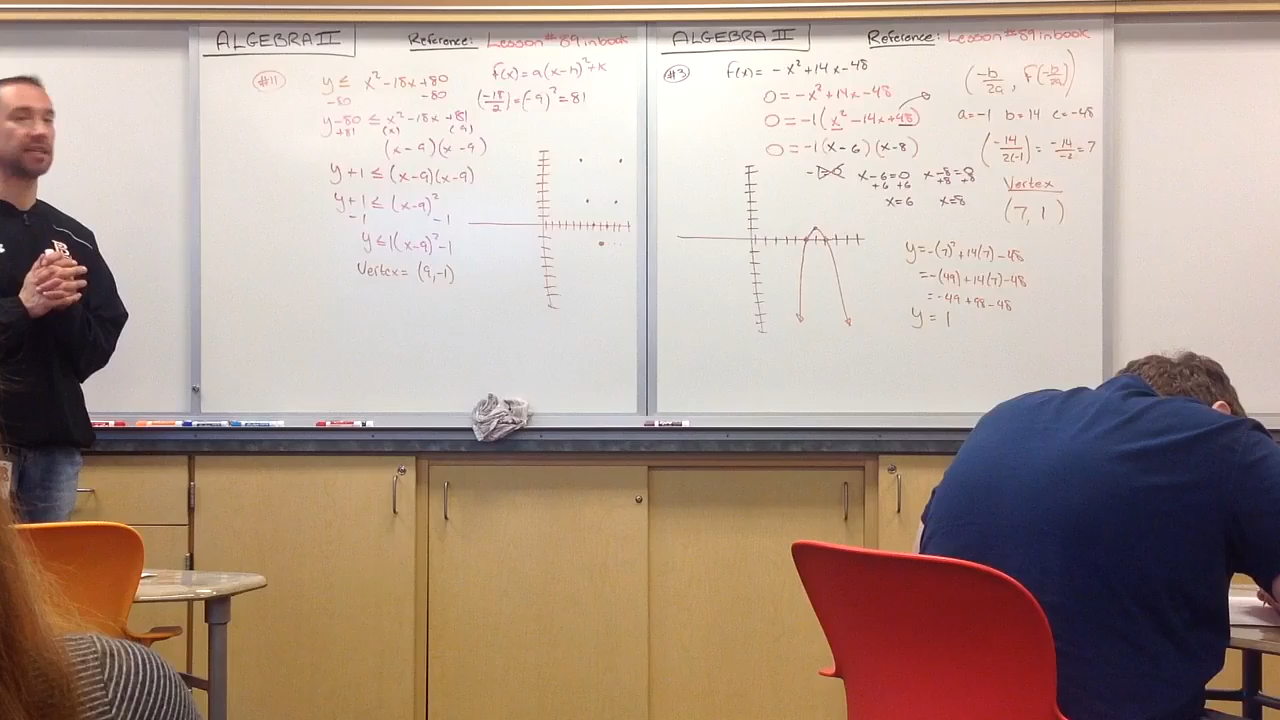 ALGEBRA II
Reference: Lesson #89 in book
#11
y ≤ x² -18x +80
-80 -80
f(x) = a(x-h)²+k
(-18/2) = (-9)² = 81
y-80 ≤ x² -18x +81
+81 (x) (9)
(x-9)(x-9)
y+1 ≤ (x-9)(x-9)
y+1 ≤ (x-9)²
-1 -1
y ≤ 1(x-9)²-1
Vertex = (9,-1)
ALGEBRA II
Reference: Lesson #89 in book
#3
f(x) = -x²+14x-48
(-b/2a, f(-b/2a))
0 = -x²+14x-48
0 = -1(x²-14x+48)
a=-1 b=14 c=-48
0 = -1(x-6)(x-8)
(-14/2(-1)) = -14/-2 = 7
x-6=0 x-8=0
+6 +6 +8 +8
x=6 x=8
Vertex
(7, 1)
y = -(7)²+14(7)-48
= -(49)+14(7)-48
= -49+98-48
y = 1
B